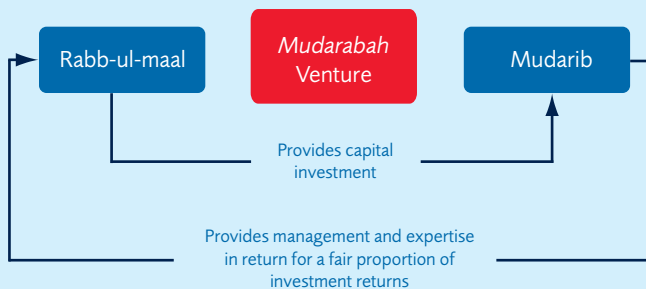 Rabb-ul-maal
Mudarabah
Venture
Mudarib
Provides capital
investment
Provides management and expertise
in return for a fair proportion of
investment returns